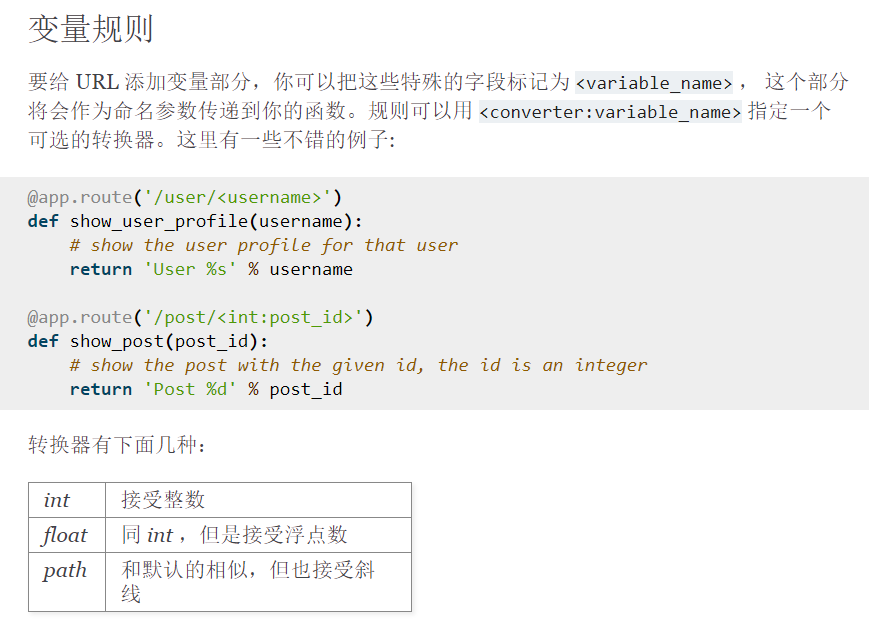 变量规则
要给 URL 添加变量部分，你可以把这些特殊的字段标记为 <variable_name> ， 这个部分
将会作为命名参数传递到你的函数。规则可以用 <converter:variable_name> 指定一个
可选的转换器。这里有一些不错的例子:
@app.route('/user/<username>')
def show_user_profile(username):
    # show the user profile for that user
    return 'User %s' % username
@app.route('/post/<int:post_id>')
def show_post(post_id):
    # show the post with the given id, the id is an integer
    return 'Post %d' % post_id
转换器有下面几种：
int 接受整数
float 同 int ，但是接受浮点数
path 和默认的相似，但也接受斜
线